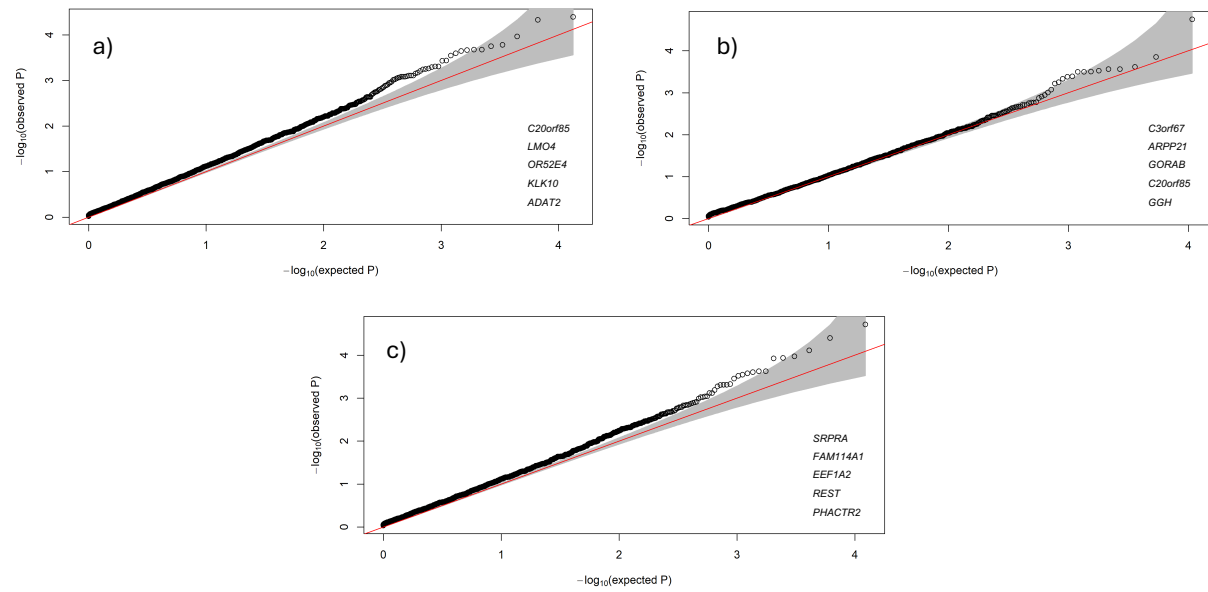 a)
−log10(observed P)
4
3
2
1
0
C20orf85
LMO4
OR52E4
KLK10
ADAT2
0 1 2 3 4
−log10(expected P)
b)
−log10(observed P)
4
3
2
1
0
C3orf67
ARPP21
GORAB
C20orf85
GGH
0 1 2 3 4
−log10(expected P)
c)
−log10(observed P)
4
3
2
1
0
SRPRA
FAM114A1
EEF1A2
REST
PHACTR2
0 1 2 3 4
−log10(expected P)